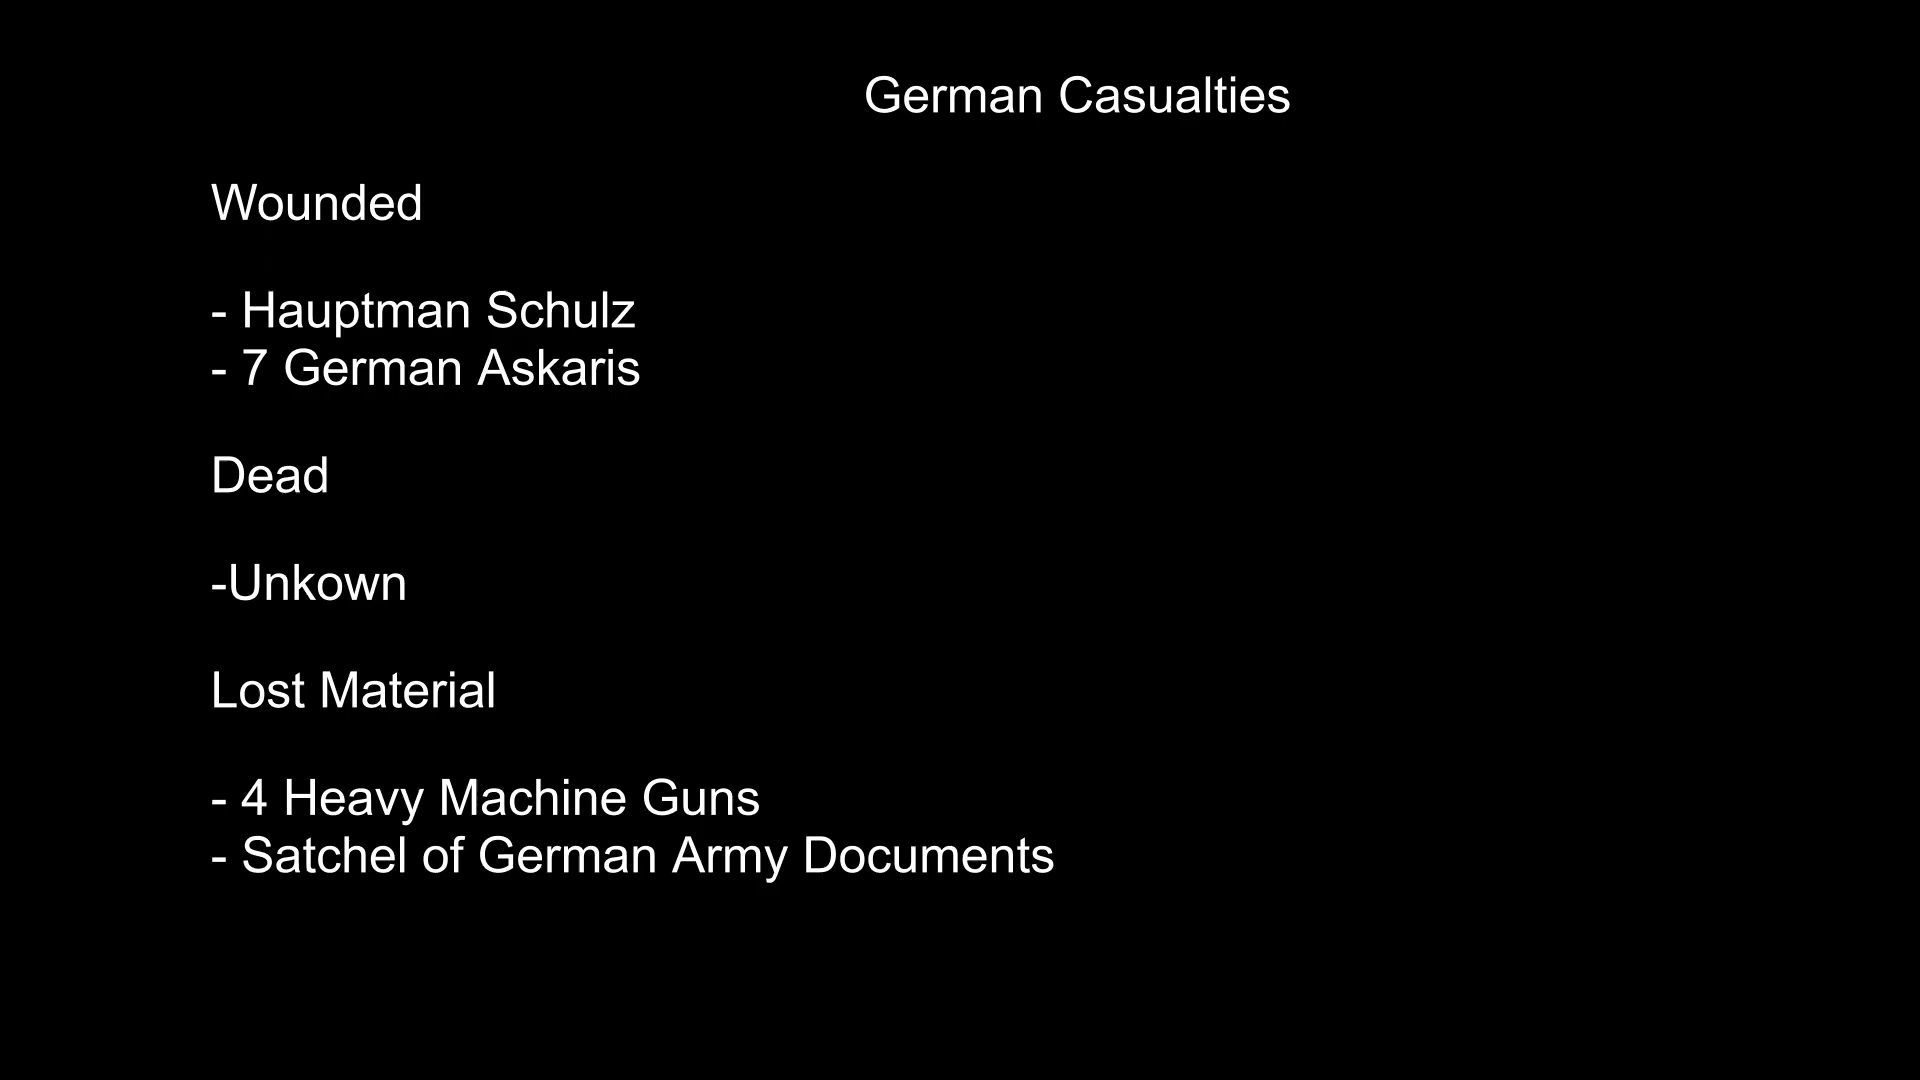 German Casualties
Wounded
- Hauptman Schulz
- 7 German Askaris
Dead
-Unkown
Lost Material
- 4 Heavy Machine Guns
- Satchel of German Army Documents